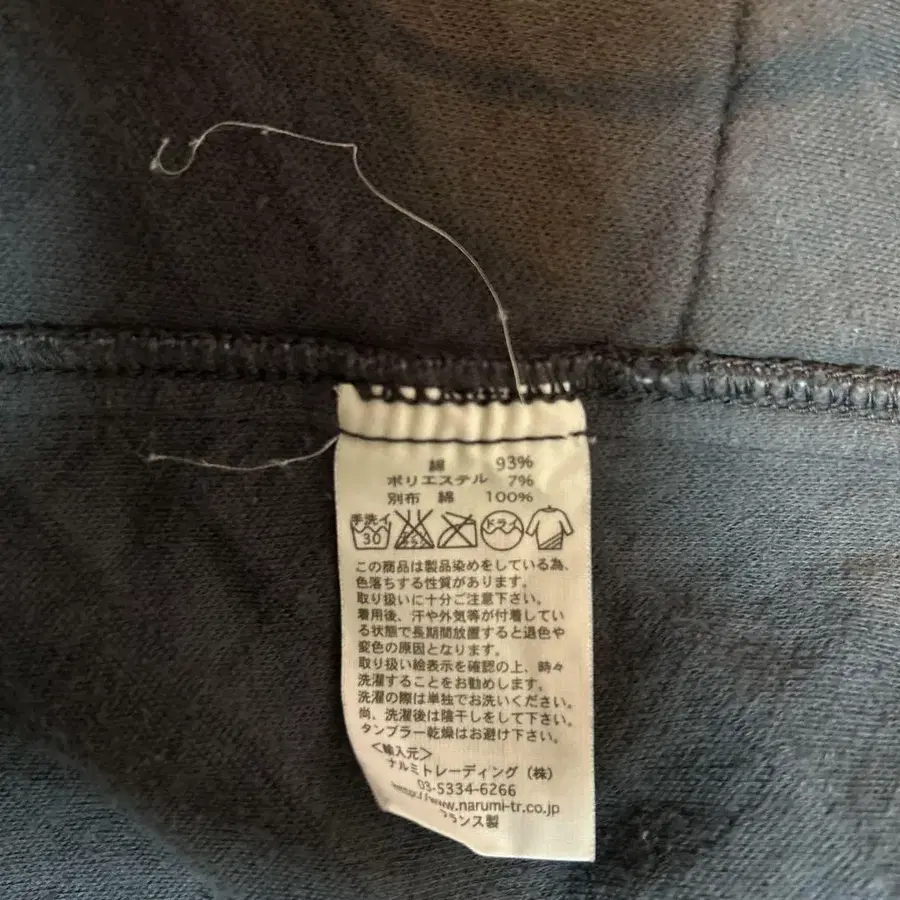 綿 93%
ポリエステル 7%
別布 綿 100%
手洗イ 30 エンソサラシ ドライ
この商品は製品染めをしている為、
色落ちする性質があります。
取り扱いに十分ご注意下さい。
着用後、汗や外気等が付着してい
る状態で長期間放置すると退色や
変色の原因となります。
取り扱い絵表示を確認の上、時々
洗濯することをお勧めします。
洗濯の際は単独でお洗いください。
尚、洗濯後は陰干しをして下さい。
タンブラー乾燥はお避け下さい。
<輸入元>
ナルミトレーディング（株）
03-5334-6266
http://www.narumi-tr.co.jp
フランス製